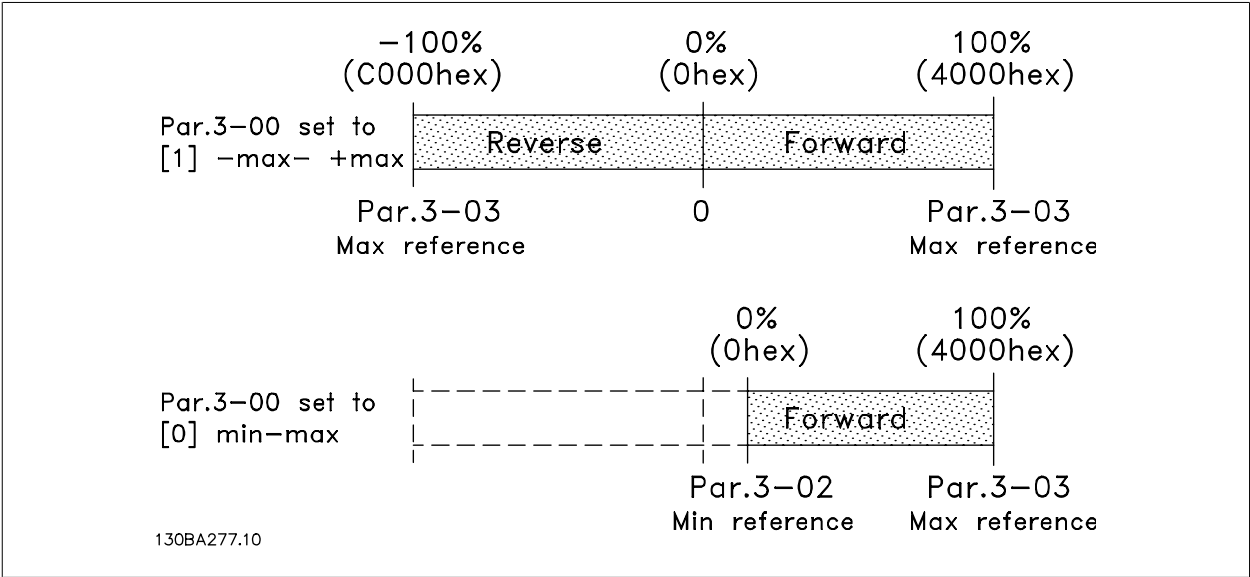 -100% 0% 100%
(C000hex) (0hex) (4000hex)
Par.3-00 set to
[1] -max- +max
Reverse Forward
Par.3-03 0 Par.3-03
Max reference Max reference
0% 100%
(0hex) (4000hex)
Par.3-00 set to
[0] min-max
Forward
Par.3-02 Par.3-03
Min reference Max reference
130BA277.10